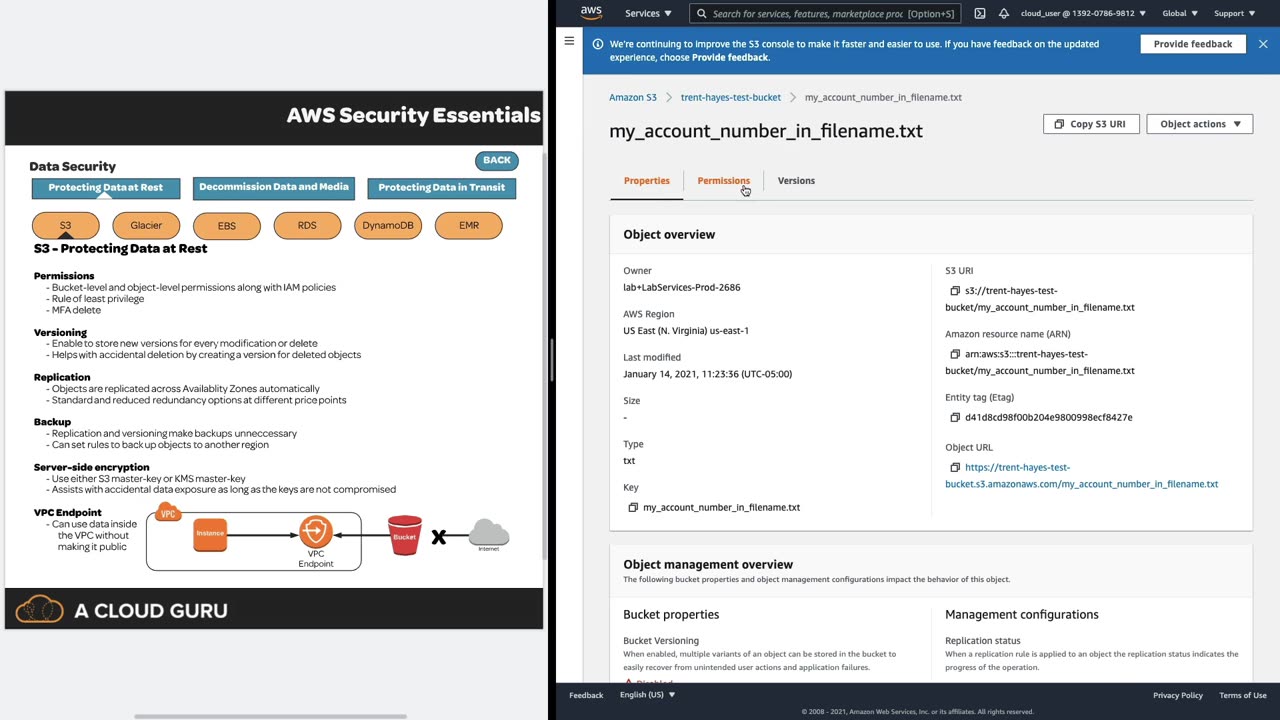 AWS Security Essentials
BACK
Data Security
Protecting Data at Rest
Decommission Data and Media
Protecting Data in Transit
S3
Glacier
EBS
RDS
DynamoDB
EMR
S3 - Protecting Data at Rest
Permissions
- Bucket-level and object-level permissions along with IAM policies
- Rule of least privilege
- MFA delete
Versioning
- Enable to store new versions for every modification or delete
- Helps with accidental deletion by creating a version for deleted objects
Replication
- Objects are replicated across Availablity Zones automatically
- Standard and reduced redundancy options at different price points
Backup
- Replication and versioning make backups unneccessary
- Can set rules to back up objects to another region
Server-side encryption
- Use either S3 master-key or KMS master-key
- Assists with accidental data exposure as long as the keys are not compromised
VPC Endpoint
- Can use data inside
the VPC without
making it public
VPC
Instance
VPC
Endpoint
Bucket
X
Internet
A CLOUD GURU
aws
Services
Search for services, features, marketplace proc
[Option+S]
cloud_user @ 1392-0786-9812
Global
Support
We're continuing to improve the S3 console to make it faster and easier to use. If you have feedback on the updated
experience, choose Provide feedback.
Provide feedback
Amazon S3
trent-hayes-test-bucket
my_account_number_in_filename.txt
my_account_number_in_filename.txt
Copy S3 URI
Object actions
Properties
Permissions
Versions
Object overview
Owner
lab+LabServices-Prod-2686
AWS Region
US East (N. Virginia) us-east-1
Last modified
January 14, 2021, 11:23:36 (UTC-05:00)
Size
-
Type
txt
Key
my_account_number_in_filename.txt
S3 URI
s3://trent-hayes-test-
bucket/my_account_number_in_filename.txt
Amazon resource name (ARN)
arn:aws:s3:::trent-hayes-test-
bucket/my_account_number_in_filename.txt
Entity tag (Etag)
d41d8cd98f00b204e9800998ecf8427e
Object URL
https://trent-hayes-test-
bucket.s3.amazonaws.com/my_account_number_in_filename.txt
Object management overview
The following bucket properties and object management configurations impact the behavior of this object.
Bucket properties
Bucket Versioning
When enabled, multiple variants of an object can be stored in the bucket to
easily recover from unintended user actions and application failures.
Disabled
Management configurations
Replication status
When a replication rule is applied to an object the replication status indicates the
progress of the operation.
Feedback
English (US)
Privacy Policy
Terms of Use
© 2008 - 2021, Amazon Web Services, Inc. or its affiliates. All rights reserved.